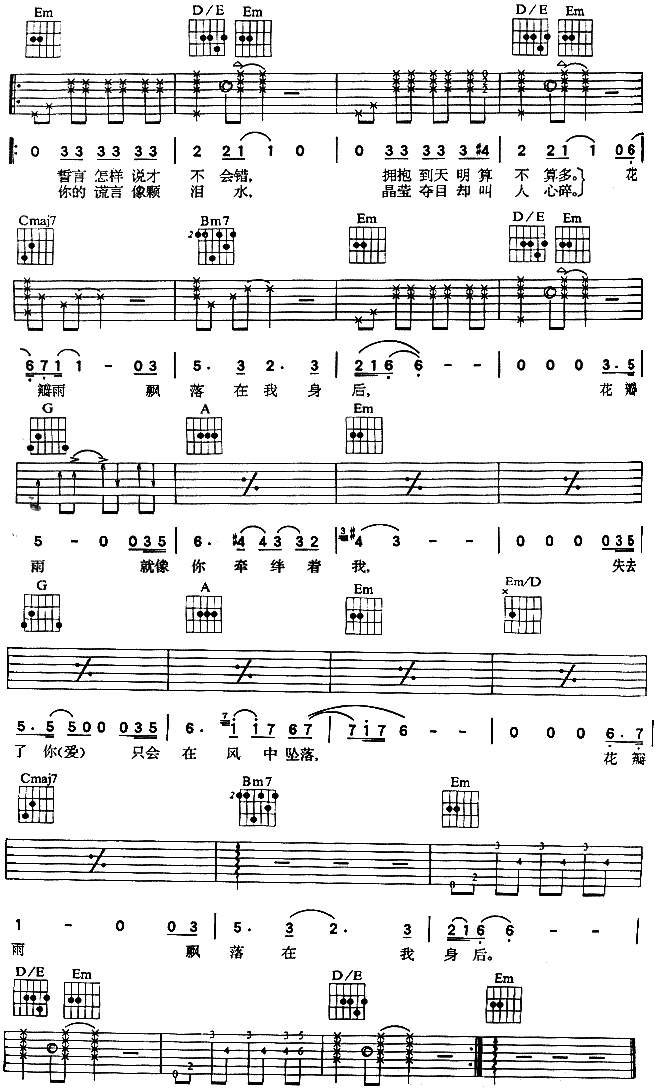 Em D/E Em D/E Em
0 33 33 33 2 21 1 0 0 33 33 3#4 2 21 1 06
誓言 怎样 说才 不 会错， 拥抱 到天 明算 不 算多。 花
你的 谎言 像颗 泪 水， 晶莹 夺目 却叫 人 心碎。
Cmaj7 Bm7 Em D/E Em
671 1 - 03 5. 3 2. 3 216 6 - - 0 0 0 3.5
瓣雨 飘 落 在 我 身 后， 花 瓣
G A Em
5 - 0 035 6. #4 43 32 3 #4 3 - - 0 0 0 035
雨 就像 你 牵 绊 着 我， 失去
G A Em Em/D
5.5 500 0 035 6. 7 1 17 67 717 6 - - 0 0 0 6.7
了 你(爱) 只会 在 风 中 坠落， 花 瓣
Cmaj7 Bm7 Em
1 - 0 03 5. 3 2. 3 216 6 - -
雨 飘 落 在 我 身 后。
D/E Em D/E Em